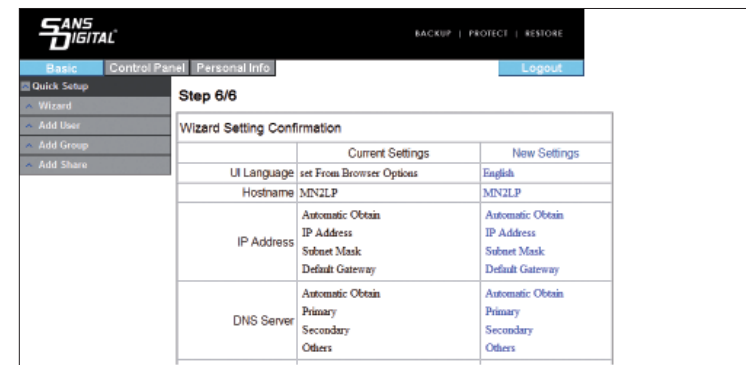 SANS DIGITAL
BACKUP | PROTECT | RESTORE
Basic Control Panel Personal Info Logout
Quick Setup
Wizard
Add User
Add Group
Add Share
Step 6/6
Wizard Setting Confirmation
Current Settings New Settings
UI Language set From Browser Options English
Hostname MN2LP MN2LP
IP Address
Automatic Obtain Automatic Obtain
IP Address IP Address
Subnet Mask Subnet Mask
Default Gateway Default Gateway
DNS Server
Automatic Obtain Automatic Obtain
Primary Primary
Secondary Secondary
Others Others